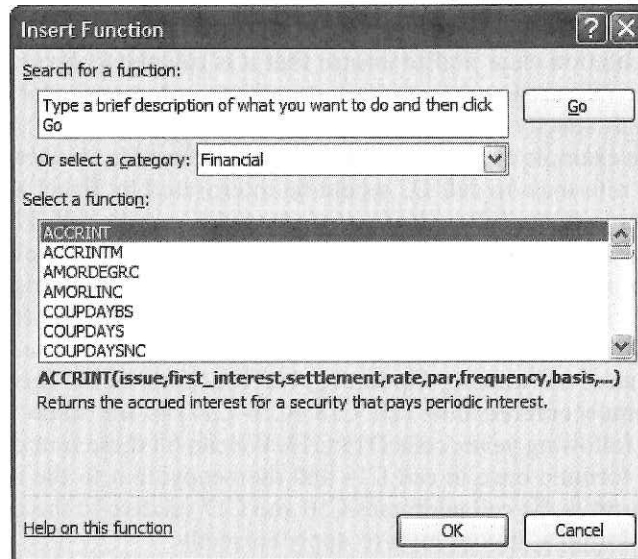 Insert Function
Search for a function:
Type a brief description of what you want to do and then click
Go
Go
Or select a category: Financial
Select a function:
ACCRINT
ACCRINTM
AMORDEGRC
AMORLINC
COUPDAYBS
COUPDAYS
COUPDAYSNC
ACCRINT(issue,first_interest,settlement,rate,par,frequency,basis,...)
Returns the accrued interest for a security that pays periodic interest.
Help on this function
OK
Cancel